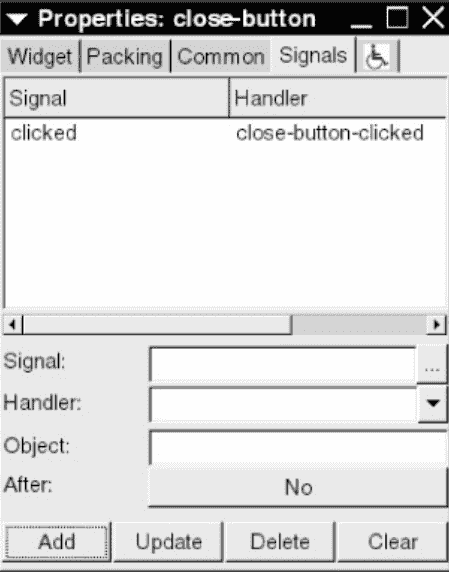 Properties: close-button
Widget Packing Common Signals
Signal Handler
clicked close-button-clicked
Signal: ...
Handler:
Object:
After: No
Add Update Delete Clear